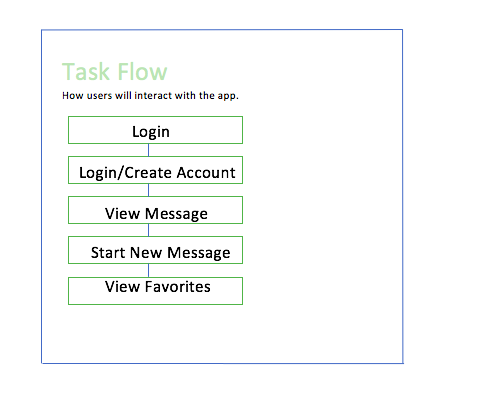 Task Flow
How users will interact with the app.
Login
Login/Create Account
View Message
Start New Message
View Favorites